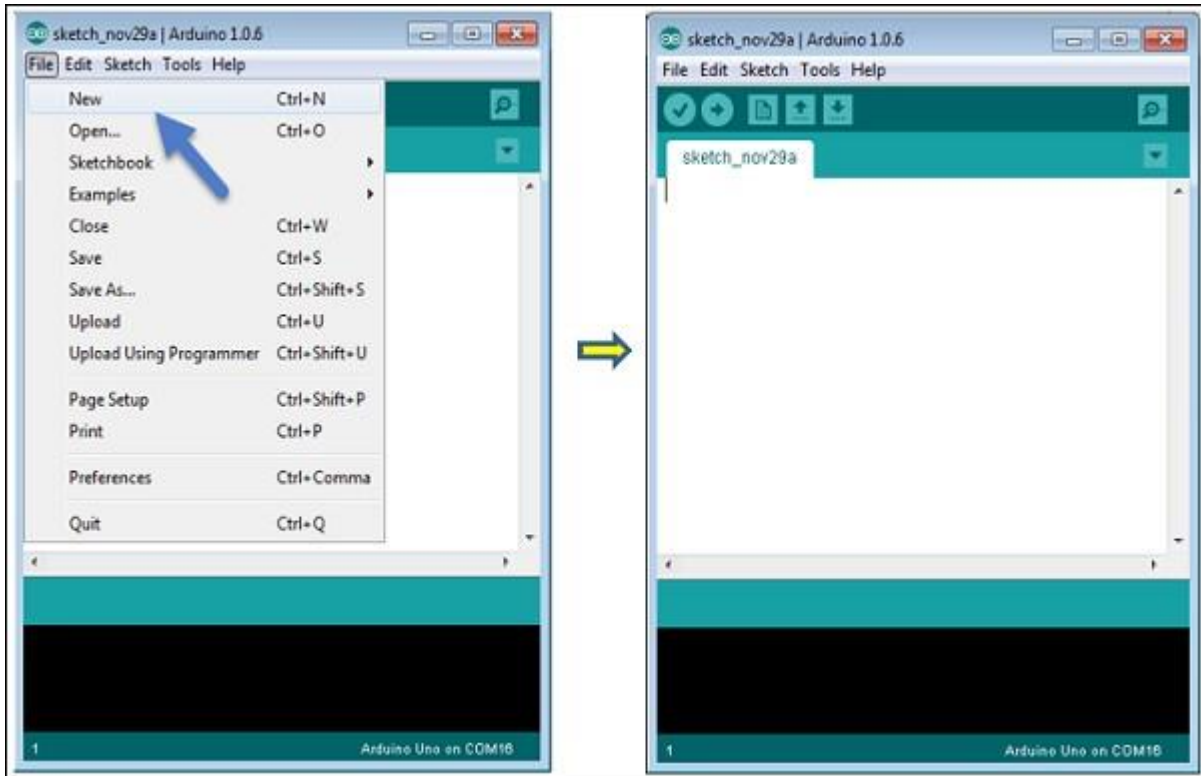 sketch_nov29a | Arduino 1.0.6
File Edit Sketch Tools Help
New Ctrl+N
Open... Ctrl+O
Sketchbook
Examples
Close Ctrl+W
Save Ctrl+S
Save As... Ctrl+Shift+S
Upload Ctrl+U
Upload Using Programmer Ctrl+Shift+U
Page Setup Ctrl+Shift+P
Print Ctrl+P
Preferences Ctrl+Comma
Quit Ctrl+Q
1 Arduino Uno on COM16
sketch_nov29a | Arduino 1.0.6
File Edit Sketch Tools Help
sketch_nov29a
1 Arduino Uno on COM16